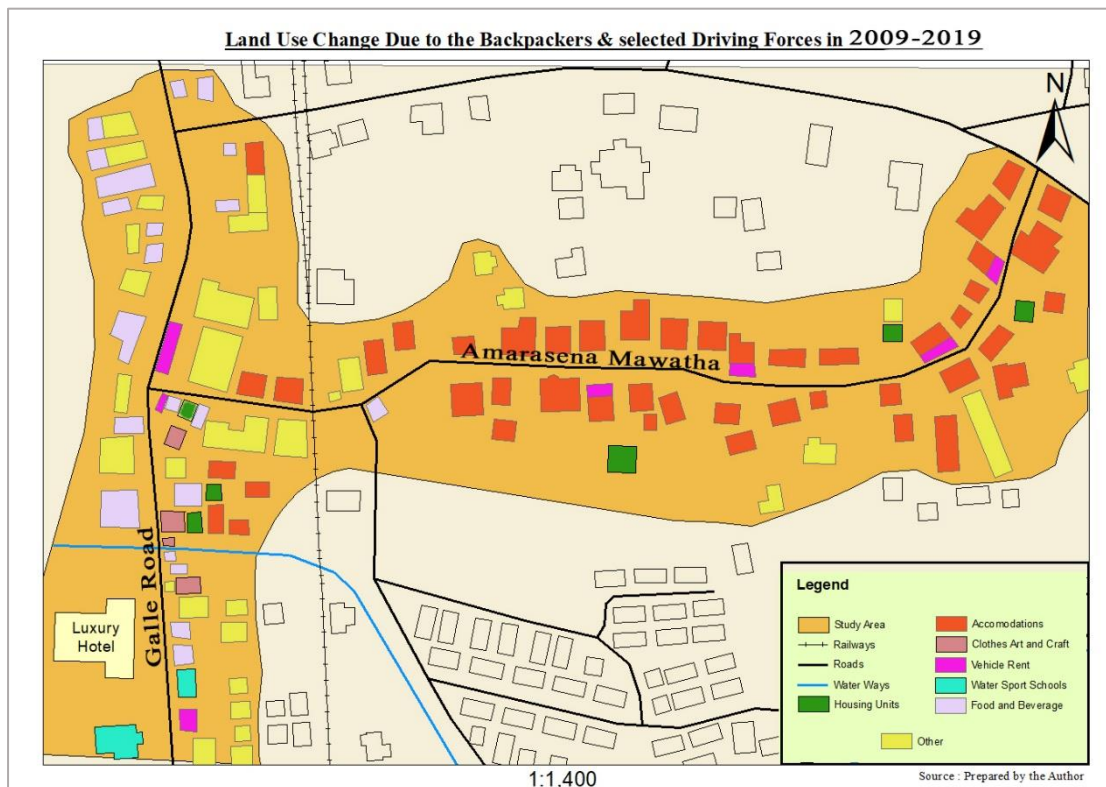 Land Use Change Due to the Backpackers & selected Driving Forces in 2009-2019
N
Amarasena Mawatha
Galle Road
Luxury
Hotel
Legend
Study Area
Railways
Roads
Water Ways
Housing Units
Accomodations
Clothes Art and Craft
Vehicle Rent
Water Sport Schools
Food and Beverage
Other
1:1,400
Source : Prepared by the Author